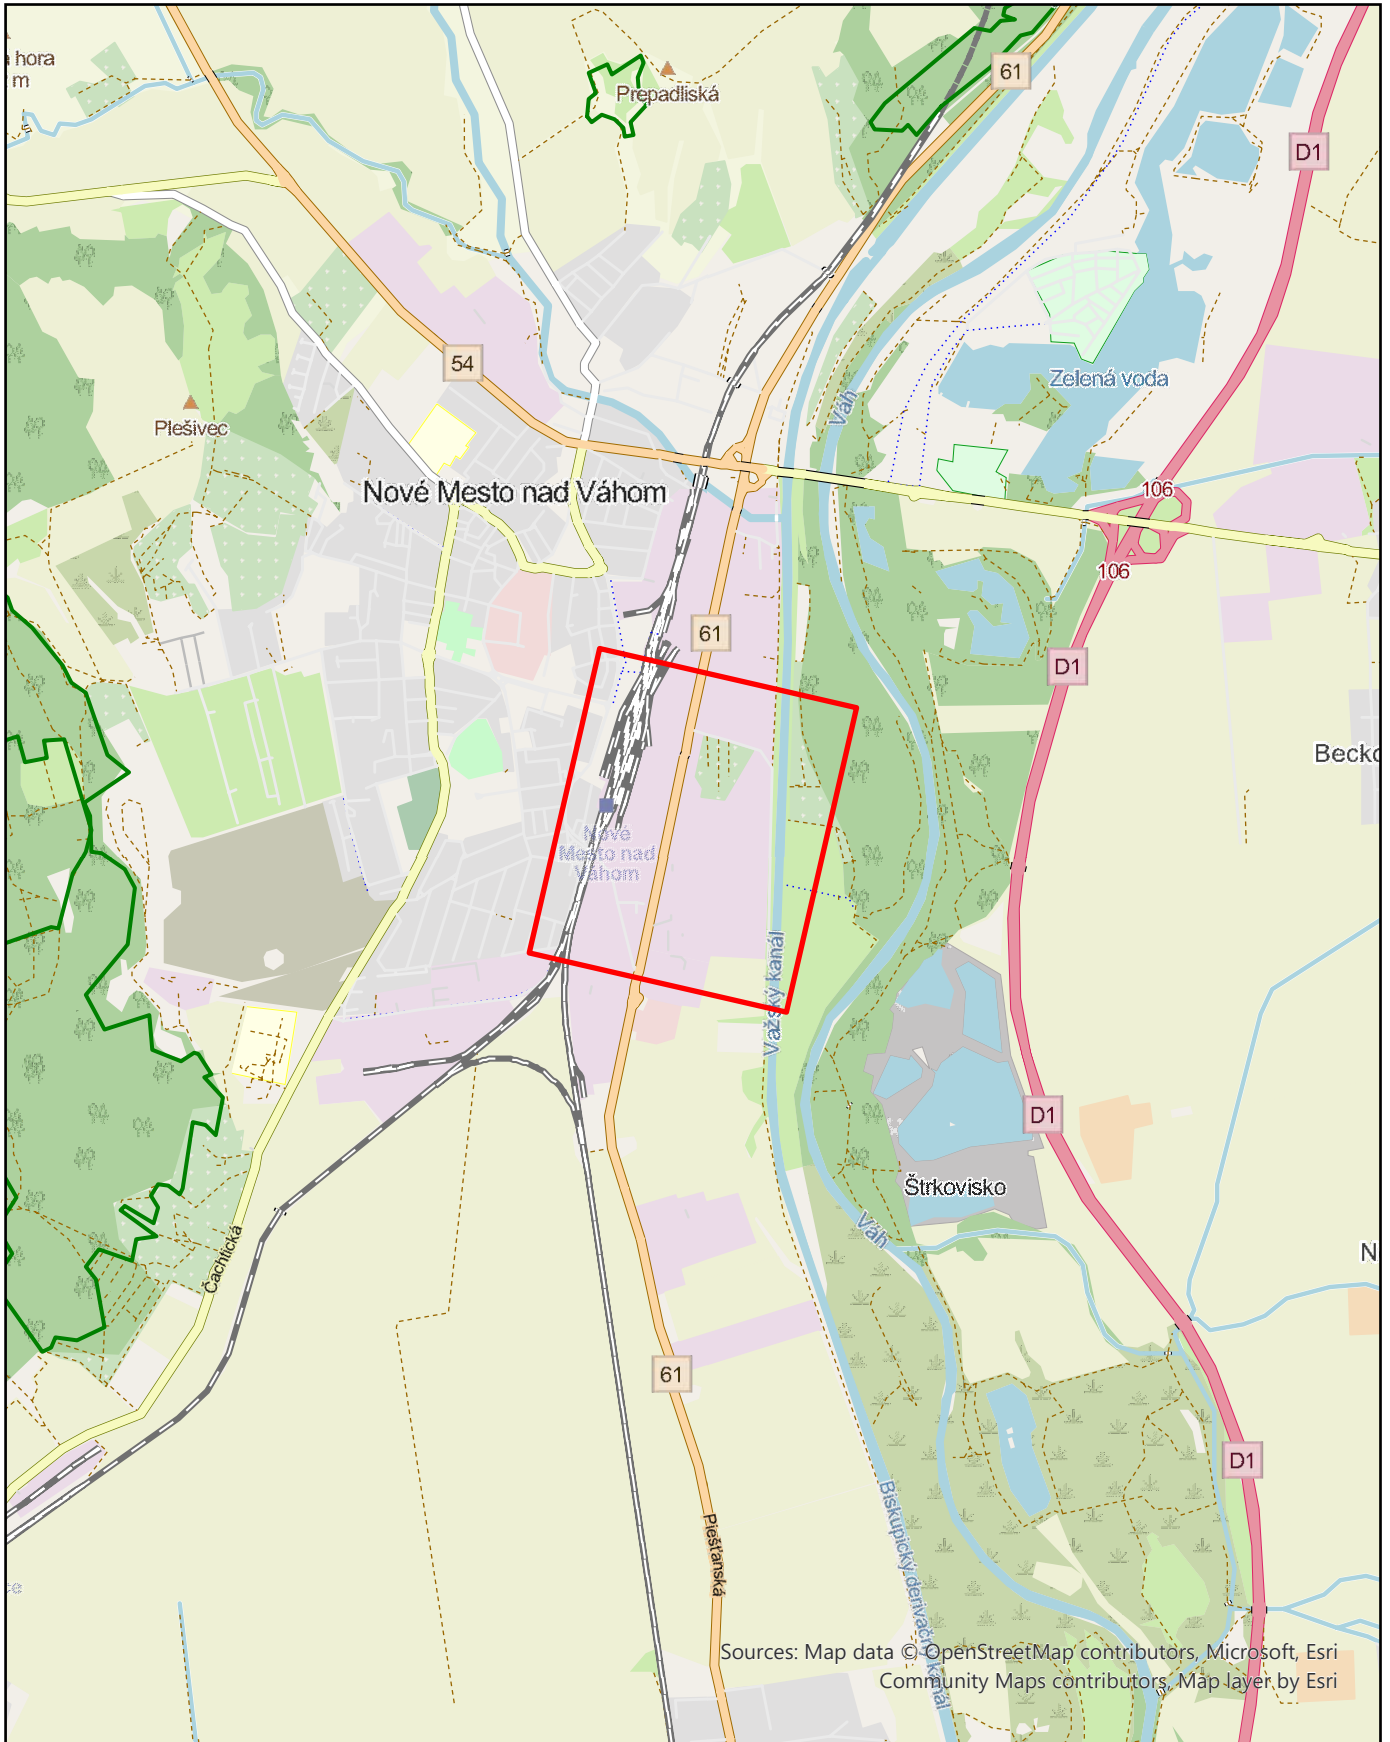 hora
m
Prepadliská
61
D1
54
Zelená voda
Váh
Plešivec
Nové Mesto nad Váhom
106
106
61
D1
Becko
Nové
Mesto nad
Váhom
Važský kanál
D1
Štrkovisko
Váh
Čachtická
N
61
D1
Biskupický derivačný kanál
Piešťanská
ce
Sources: Map data © OpenStreetMap contributors, Microsoft, Esri
Community Maps contributors, Map layer by Esri